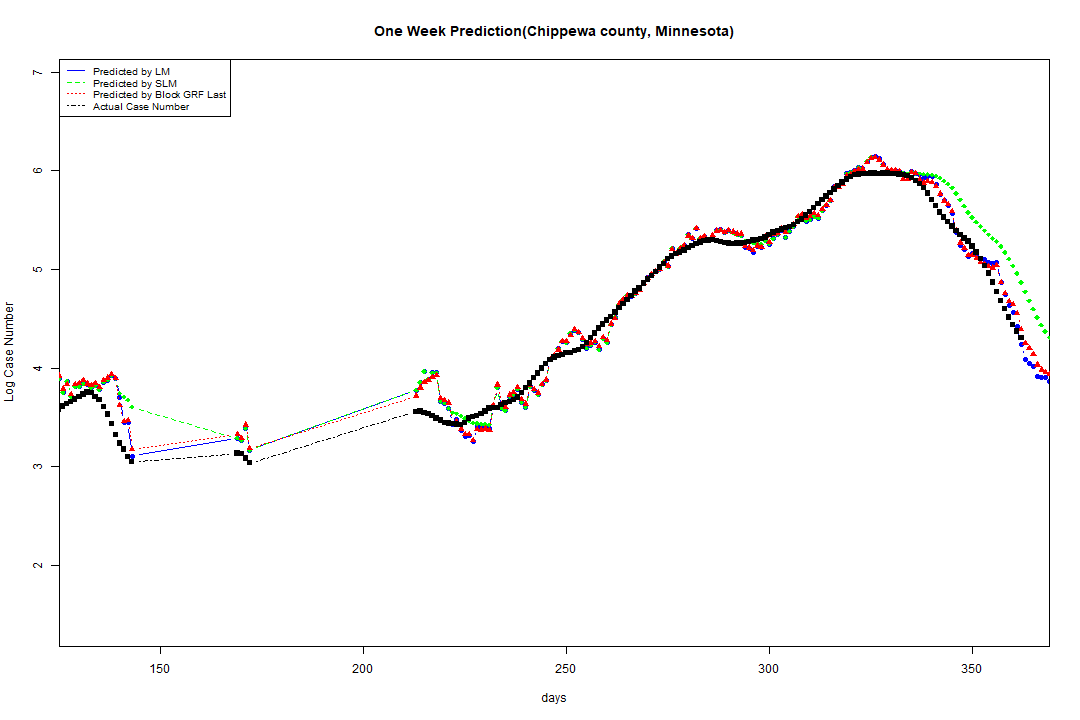 One Week Prediction(Chippewa county, Minnesota)
Predicted by LM
Predicted by SLM
Predicted by Block GRF Last
Actual Case Number
7
6
5
4
3
2
Log Case Number
150 200 250 300 350
days